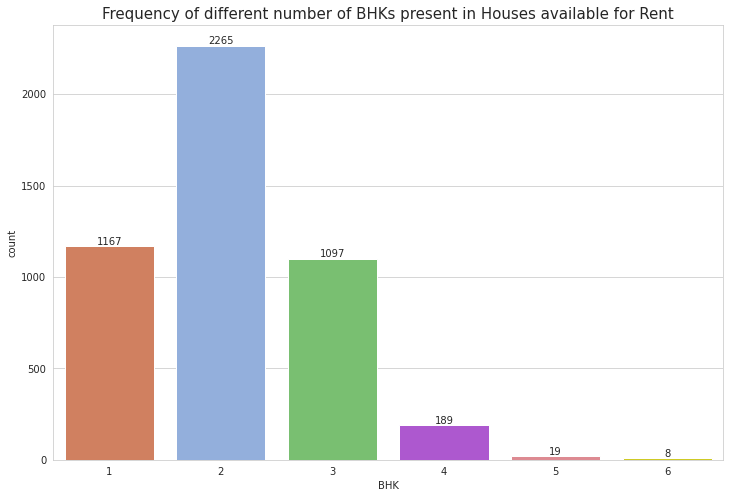 Frequency of different number of BHKs present in Houses available for Rent
2265
2000
1500
1167
1097
1000
count
500
189
19
8
0
1 2 3 4 5 6
BHK